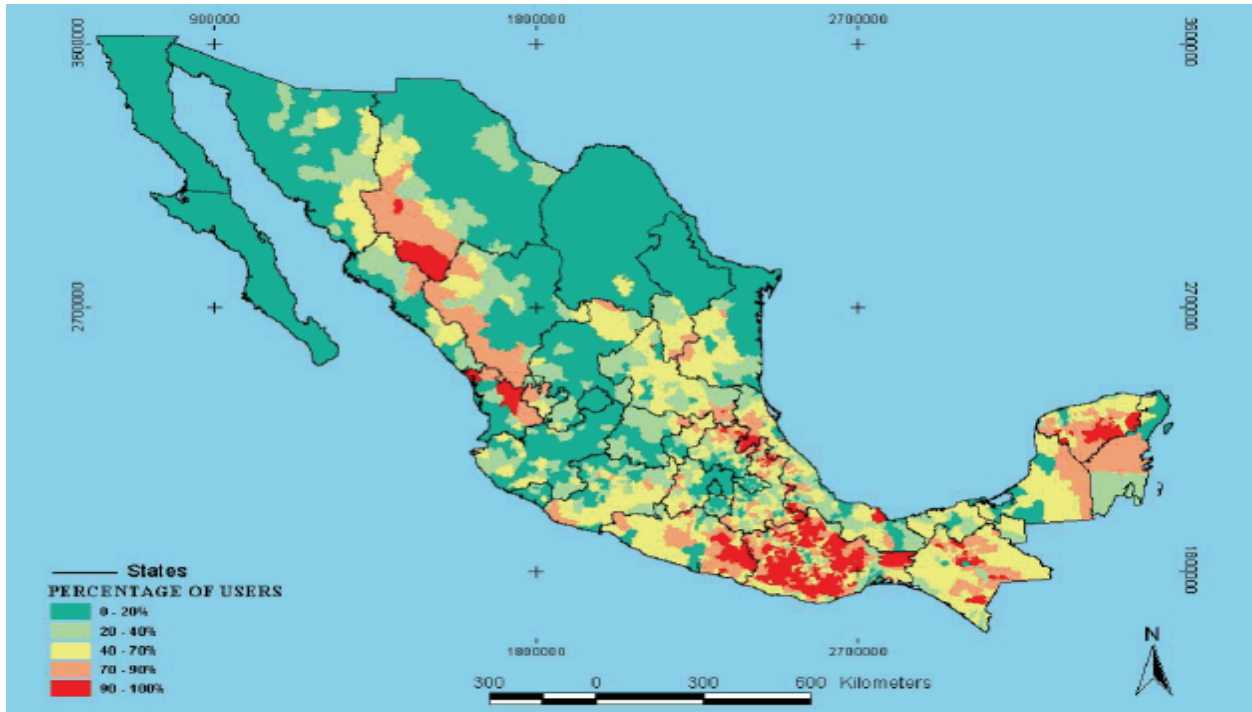 900000 1800000 2700000
3600000 3600000
2700000 2700000
1800000
States
PERCENTAGE OF USERS
0 - 20%
20 - 40%
40 - 70%
70 - 90%
90 - 100%
1800000 2700000
N
300 0 300 600 Kilometers